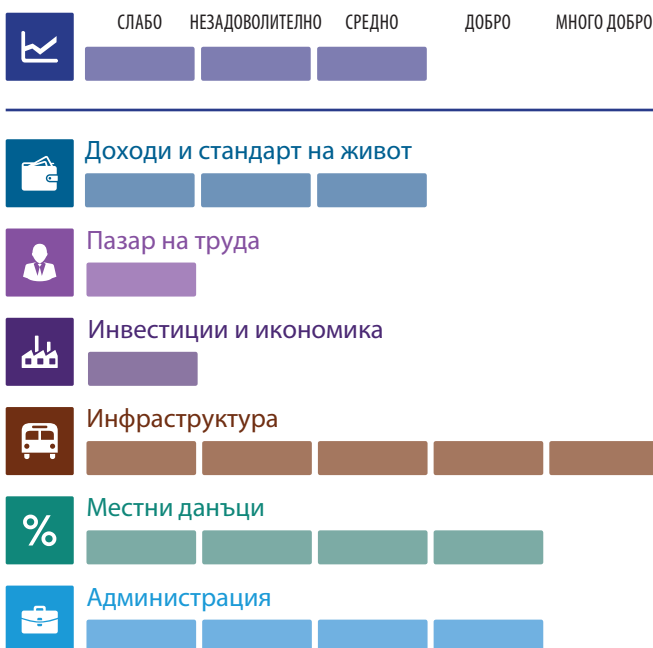 СЛАБО НЕЗАДОВОЛИТЕЛНО СРЕДНО ДОБРО МНОГО ДОБРО
Доходи и стандарт на живот
Пазар на труда
Инвестиции и икономика
Инфраструктура
Местни данъци
%
Администрация